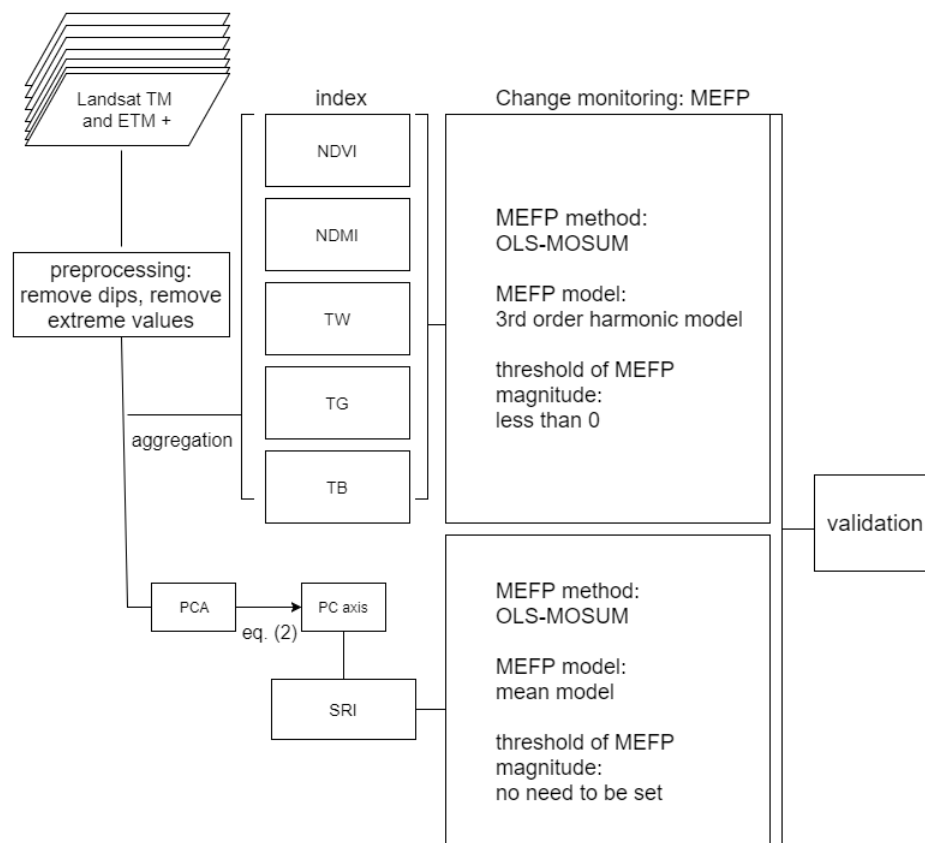 Landsat TM
and ETM +
index
Change monitoring: MEFP
NDVI
NDMI
TW
TG
TB
preprocessing:
remove dips, remove
extreme values
aggregation
MEFP method:
OLS-MOSUM
MEFP model:
3rd order harmonic model
threshold of MEFP
magnitude:
less than 0
validation
PCA
eq. (2)
PC axis
SRI
MEFP method:
OLS-MOSUM
MEFP model:
mean model
threshold of MEFP
magnitude:
no need to be set